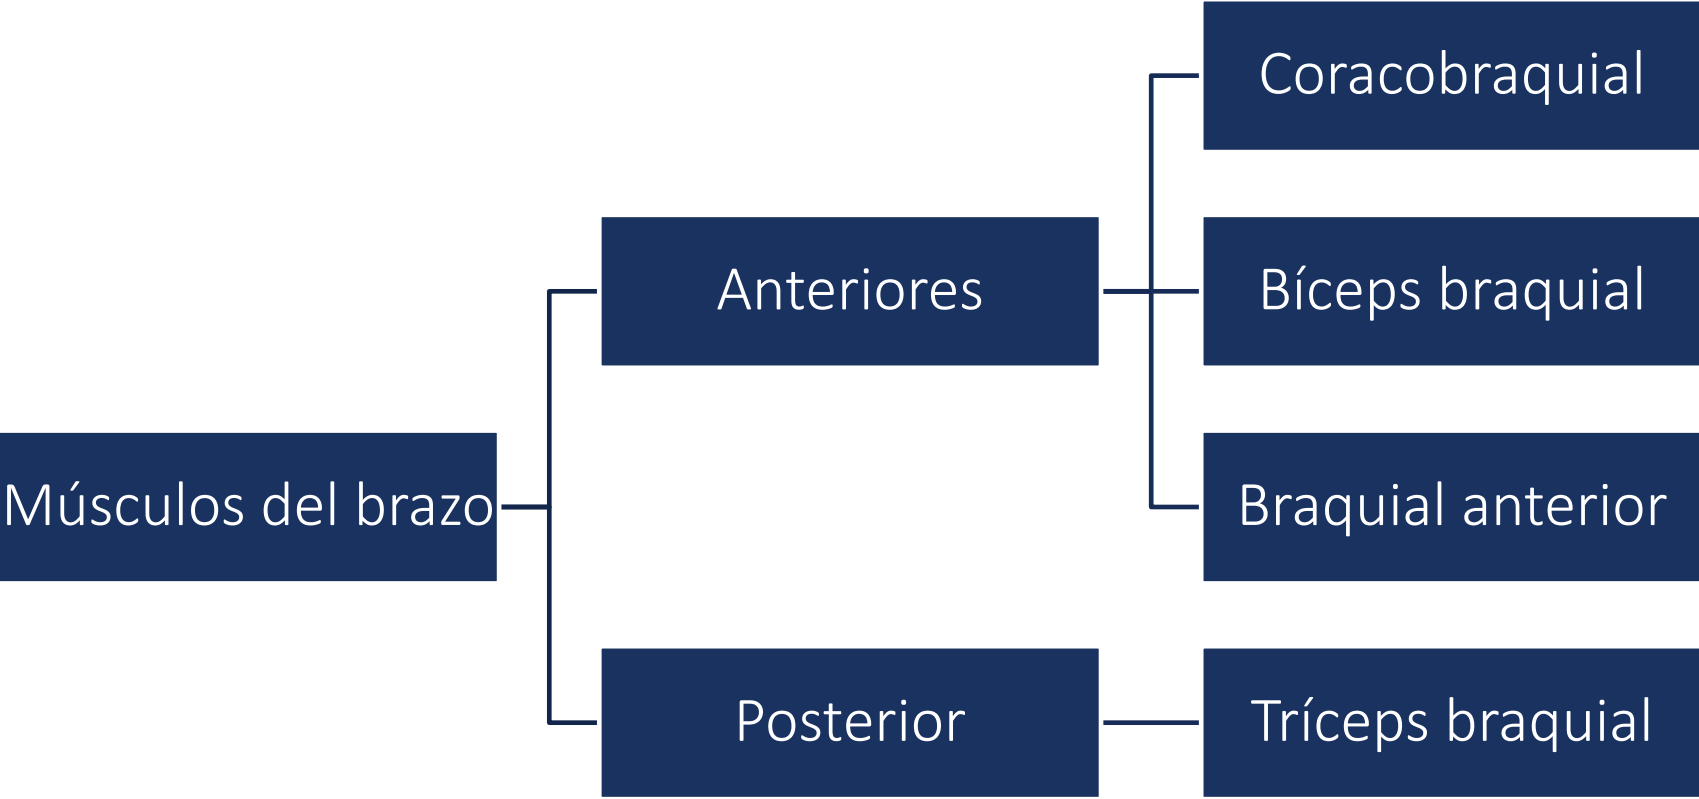 Músculos del brazo
Anteriores
Coracobraquial
Bíceps braquial
Braquial anterior
Posterior
Tríceps braquial